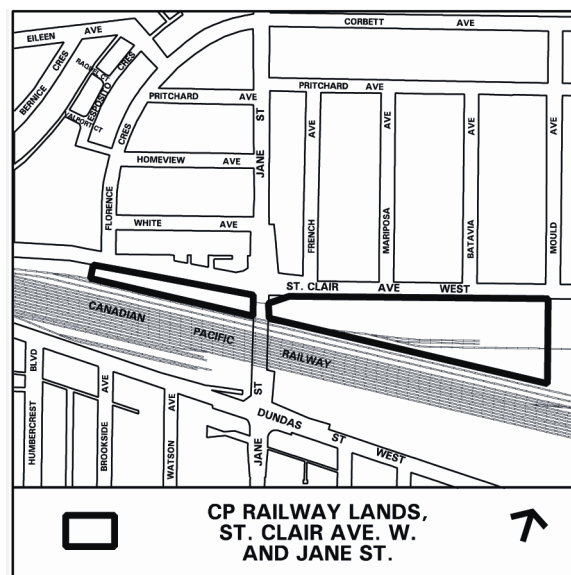 CORBETT AVE
EILEEN AVE
BERNICE CRES
ESPOSITO CRES
VALPORT CT
PRITCHARD AVE
PRITCHARD AVE
FLORENCE CRES
HOMEVIEW AVE
WHITE AVE
JANE ST
FRENCH AVE
MARIPOSA AVE
BATAVIA AVE
MOULD AVE
ST. CLAIR AVE WEST
CANADIAN PACIFIC RAILWAY
HUMBERCREST BLVD
BROOKSIDE AVE
WATSON AVE
JANE ST
DUNDAS ST WEST
CP RAILWAY LANDS,
ST. CLAIR AVE. W.
AND JANE ST.